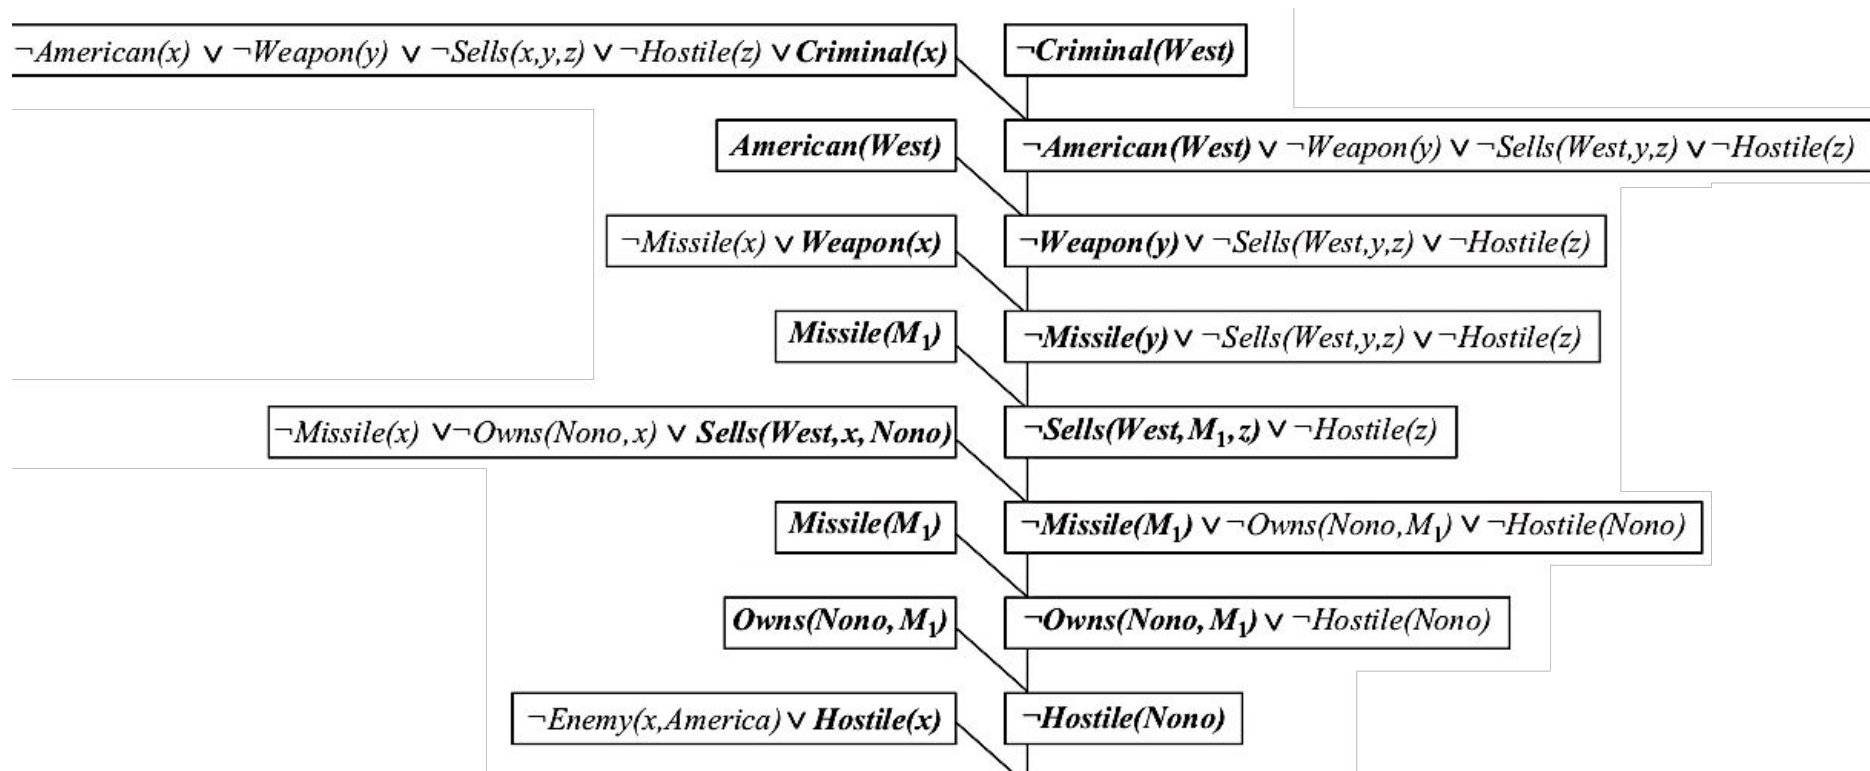 ¬American(x) ∨ ¬Weapon(y) ∨ ¬Sells(x,y,z) ∨ ¬Hostile(z) ∨ Criminal(x) ¬Criminal(West)
American(West) ¬American(West) ∨ ¬Weapon(y) ∨ ¬Sells(West,y,z) ∨ ¬Hostile(z)
¬Missile(x) ∨ Weapon(x) ¬Weapon(y) ∨ ¬Sells(West,y,z) ∨ ¬Hostile(z)
Missile(M₁) ¬Missile(y) ∨ ¬Sells(West,y,z) ∨ ¬Hostile(z)
¬Missile(x) ∨ ¬Owns(Nono,x) ∨ Sells(West,x,Nono) ¬Sells(West,M₁,z) ∨ ¬Hostile(z)
Missile(M₁) ¬Missile(M₁) ∨ ¬Owns(Nono,M₁) ∨ ¬Hostile(Nono)
Owns(Nono,M₁) ¬Owns(Nono,M₁) ∨ ¬Hostile(Nono)
¬Enemy(x,America) ∨ Hostile(x) ¬Hostile(Nono)